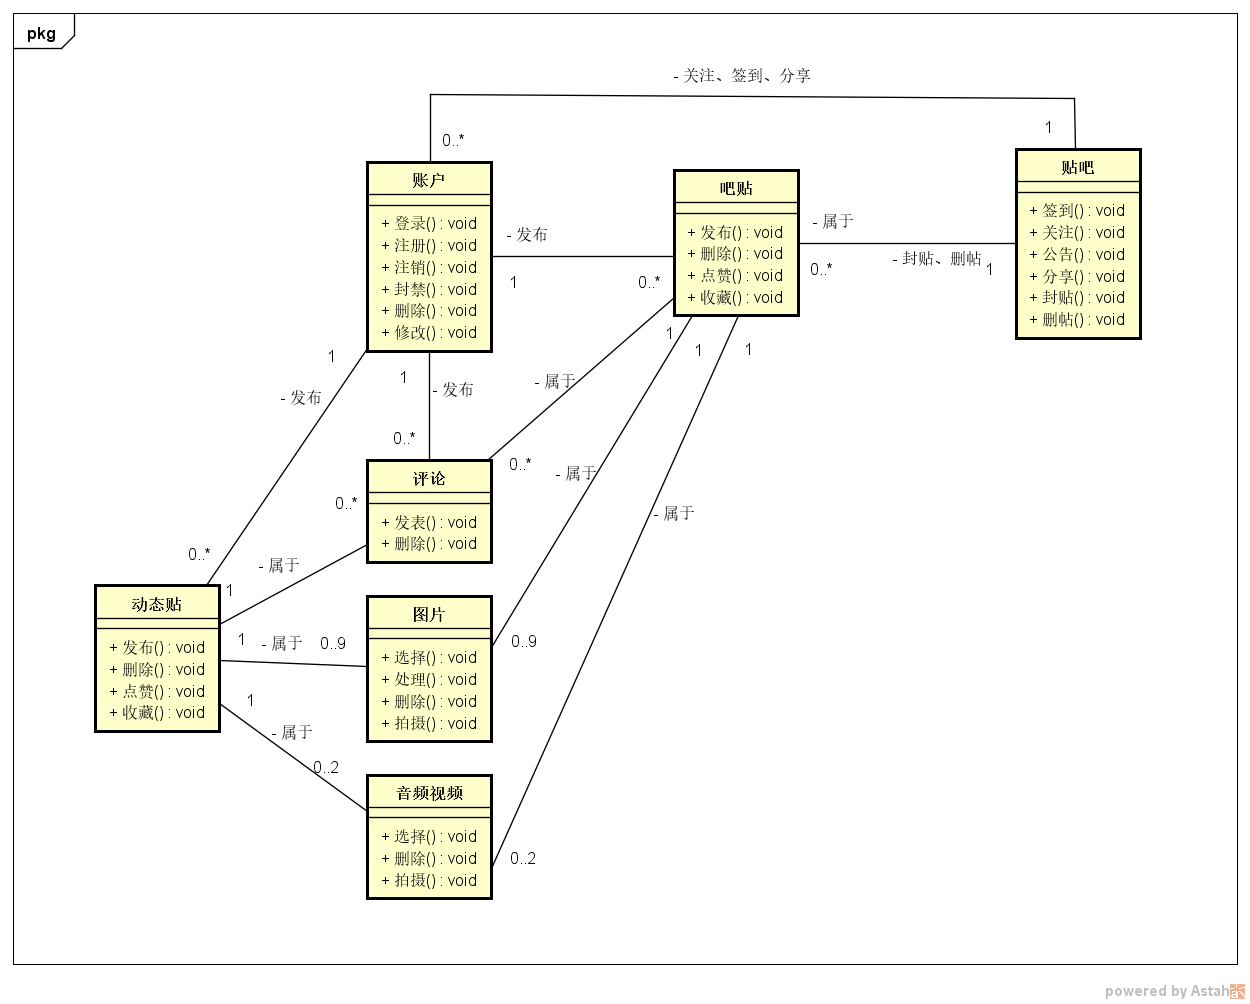 pkg
- 关注、签到、分享
0..*
1
账户
+ 登录() : void
+ 注册() : void
+ 注销() : void
+ 封禁() : void
+ 删除() : void
+ 修改() : void
- 发布
1
0..*
吧贴
+ 发布() : void
+ 删除() : void
+ 点赞() : void
+ 收藏() : void
- 属于
0..*
- 封贴、删帖
1
贴吧
+ 签到() : void
+ 关注() : void
+ 公告() : void
+ 分享() : void
+ 封贴() : void
+ 删帖() : void
1
- 发布
0..*
1
- 发布
0..*
1
- 属于
0..*
1
- 属于
0..9
1
- 属于
0..2
评论
+ 发表() : void
+ 删除() : void
0..*
- 属于
1
动态贴
+ 发布() : void
+ 删除() : void
+ 点赞() : void
+ 收藏() : void
1
- 属于
0..9
图片
+ 选择() : void
+ 处理() : void
+ 删除() : void
+ 拍摄() : void
1
- 属于
0..2
音频视频
+ 选择() : void
+ 删除() : void
+ 拍摄() : void
powered by Astah